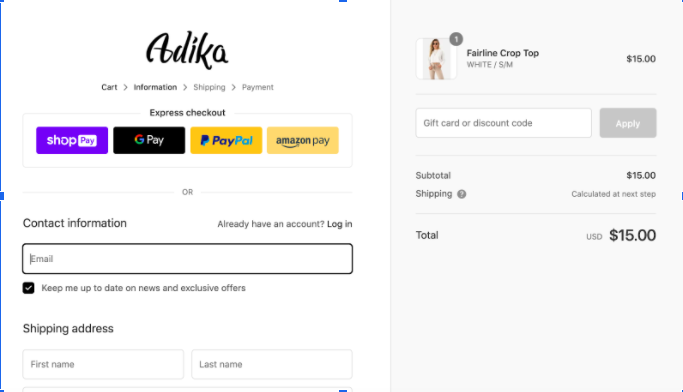 Adika
Cart > Information > Shipping > Payment
Express checkout
shop Pay
G Pay
PayPal
amazon pay
OR
Contact information
Already have an account? Log in
Email
Keep me up to date on news and exclusive offers
Shipping address
First name
Last name
1
Fairline Crop Top
$15.00
WHITE / S/M
Gift card or discount code
Apply
Subtotal
$15.00
Shipping ?
Calculated at next step
Total
USD $15.00